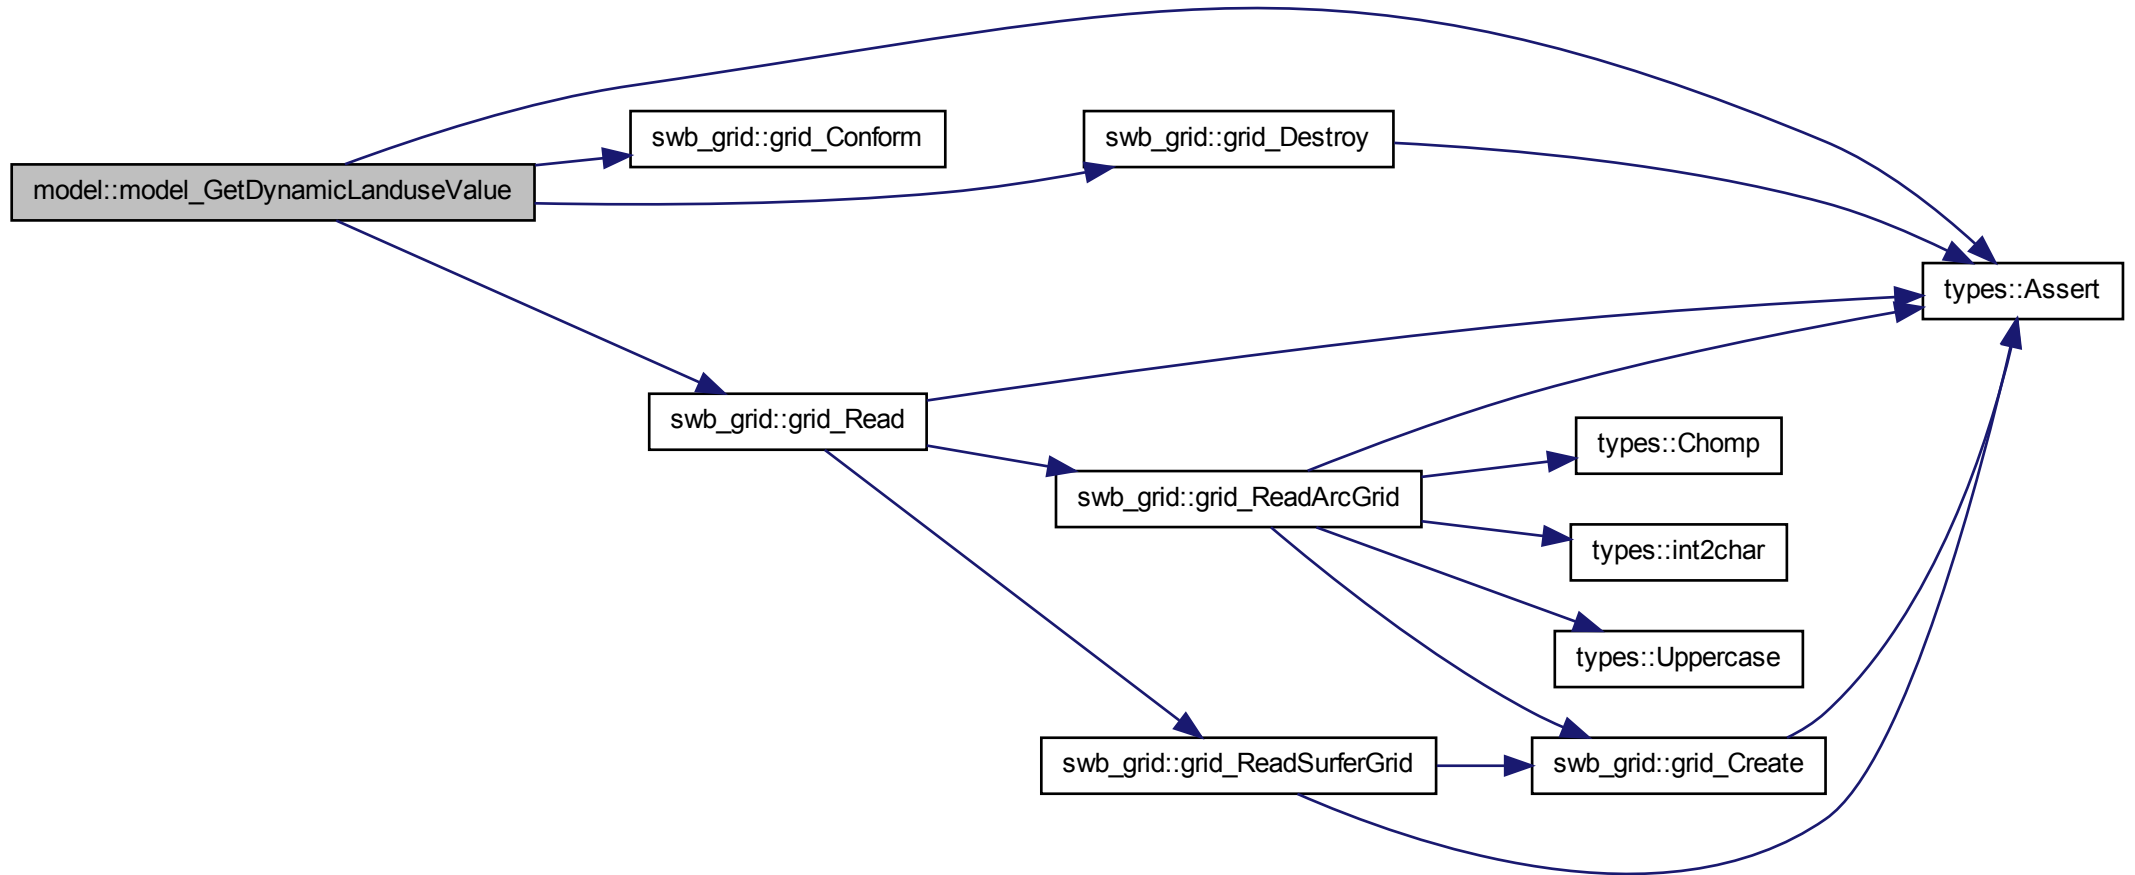 swb_grid::grid_Conform
swb_grid::grid_Destroy
model::model_GetDynamicLanduseValue
types::Assert
swb_grid::grid_Read
types::Chomp
swb_grid::grid_ReadArcGrid
types::int2char
types::Uppercase
swb_grid::grid_ReadSurferGrid
swb_grid::grid_Create